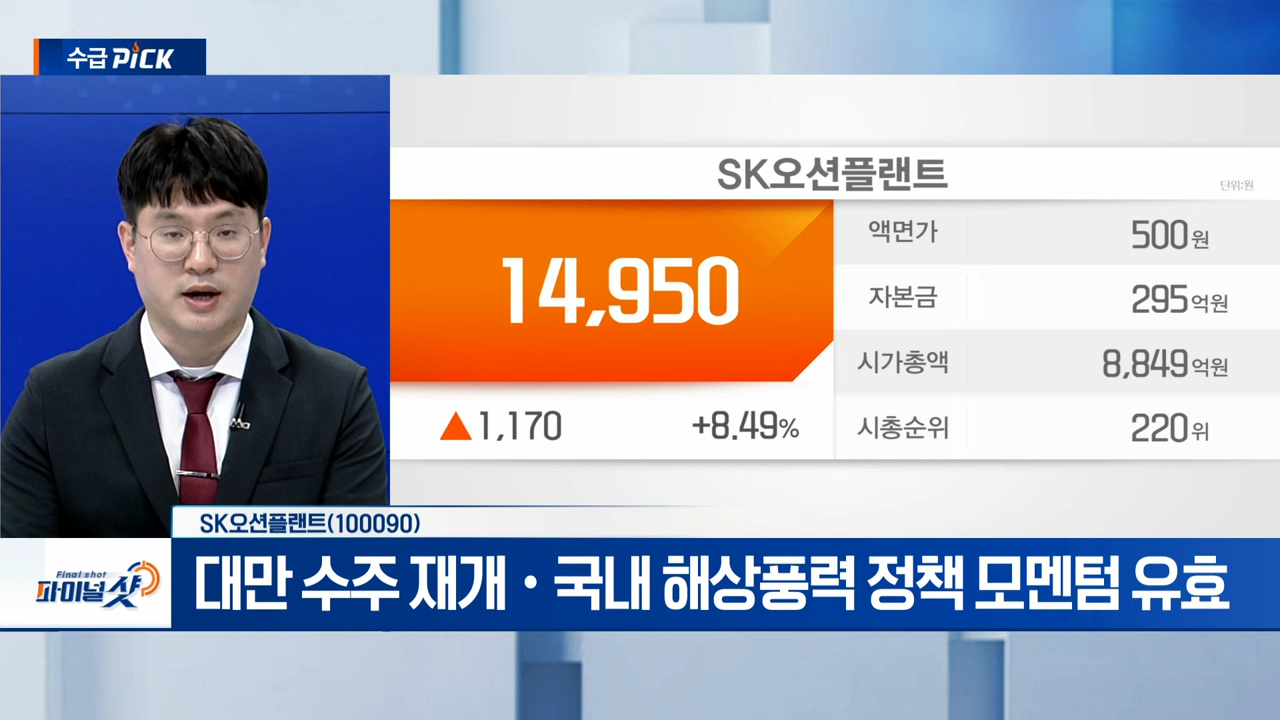 수급 PiCK
SK오션플랜트
단위:원
14,950
▲1,170 +8.49%
액면가 500원
자본금 295억원
시가총액 8,849억원
시총순위 220위
SK오션플랜트(100090)
Final shot
파이널샷
대만 수주 재개·국내 해상풍력 정책 모멘텀 유효